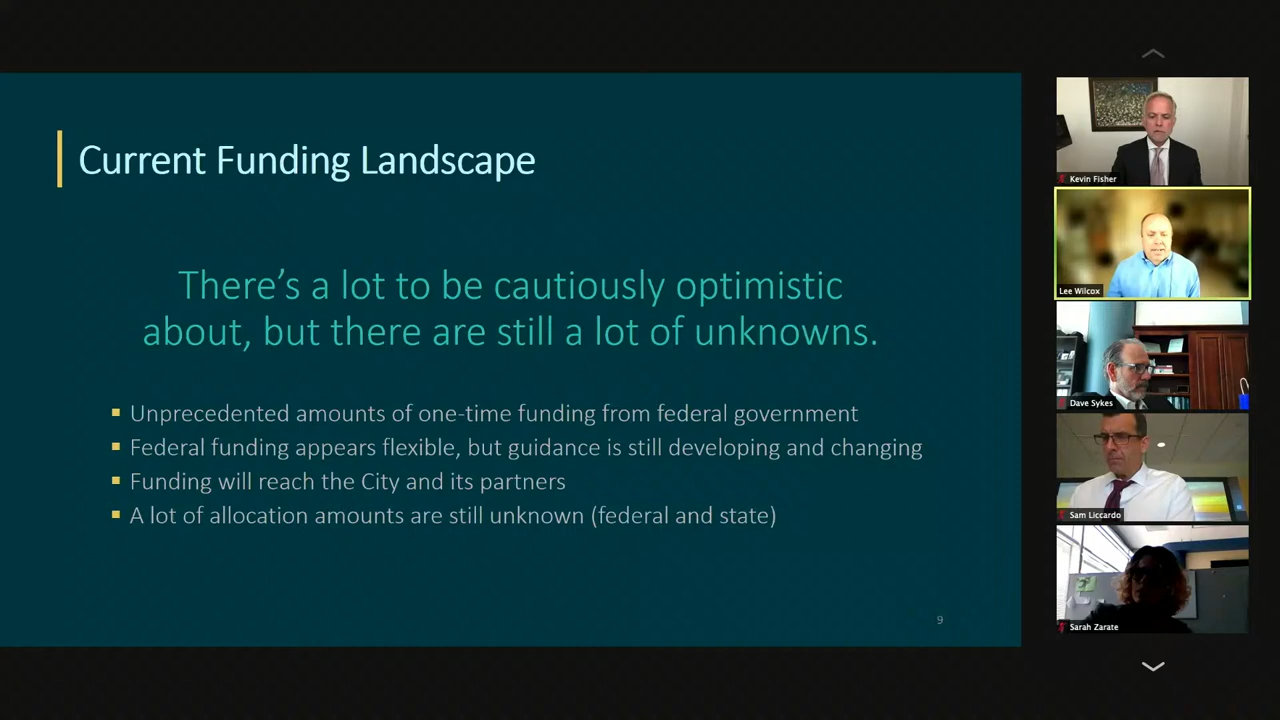 Current Funding Landscape
There's a lot to be cautiously optimistic
about, but there are still a lot of unknowns.
Unprecedented amounts of one-time funding from federal government
Federal funding appears flexible, but guidance is still developing and changing
Funding will reach the City and its partners
A lot of allocation amounts are still unknown (federal and state)
9
Kevin Fisher
Lee Wilcox
Dave Sykes
Sam Liccardo
Sarah Zarate